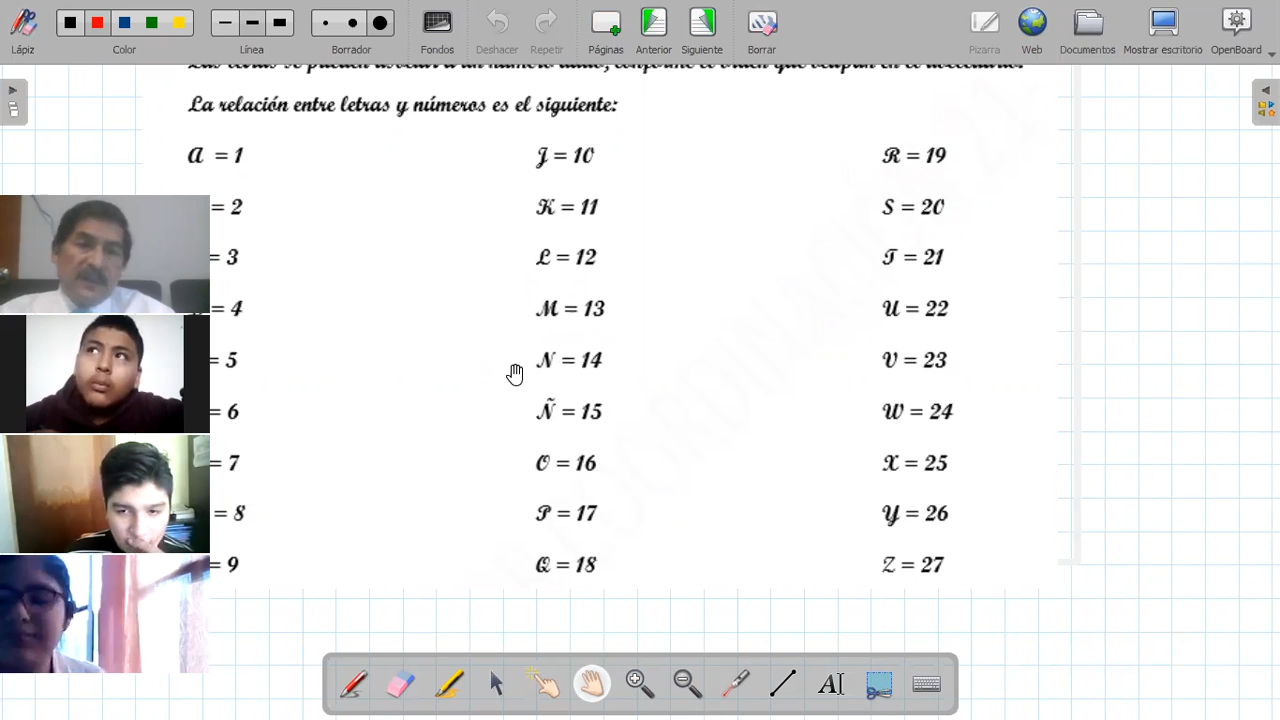 Lápiz
Color
Línea
Borrador
Fondos
Deshacer
Repetir
Páginas
Anterior
Siguiente
Borrar
Pizarra
Web
Documentos
Mostrar escritorio
OpenBoard
La relación entre letras y números es el siguiente:
A = 1
= 2
= 3
= 4
= 5
= 6
= 7
= 8
= 9
J = 10
K = 11
L = 12
M = 13
N = 14
Ñ = 15
O = 16
P = 17
Q = 18
R = 19
S = 20
T = 21
U = 22
V = 23
W = 24
X = 25
Y = 26
Z = 27
AI